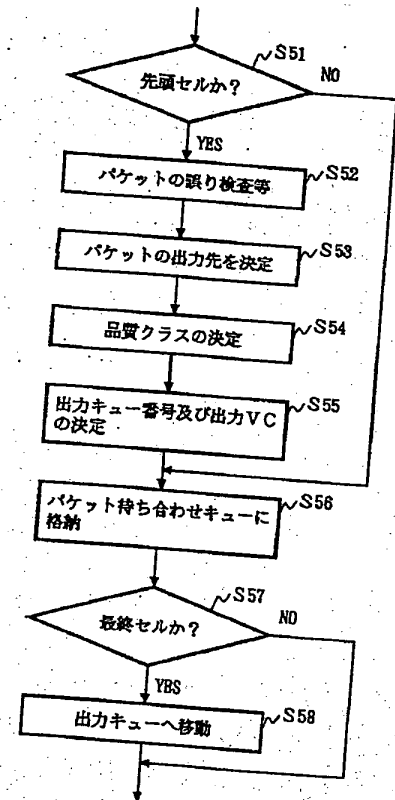 S51
先頭セルか?
NO
YES
パケットの誤り検査等
S52
パケットの出力先を決定
S53
品質クラスの決定
S54
出力キュー番号及び出力VC
の決定
S55
パケット待ち合わせキューに
格納
S56
S57
最終セルか?
NO
YES
出力キューへ移動
S58